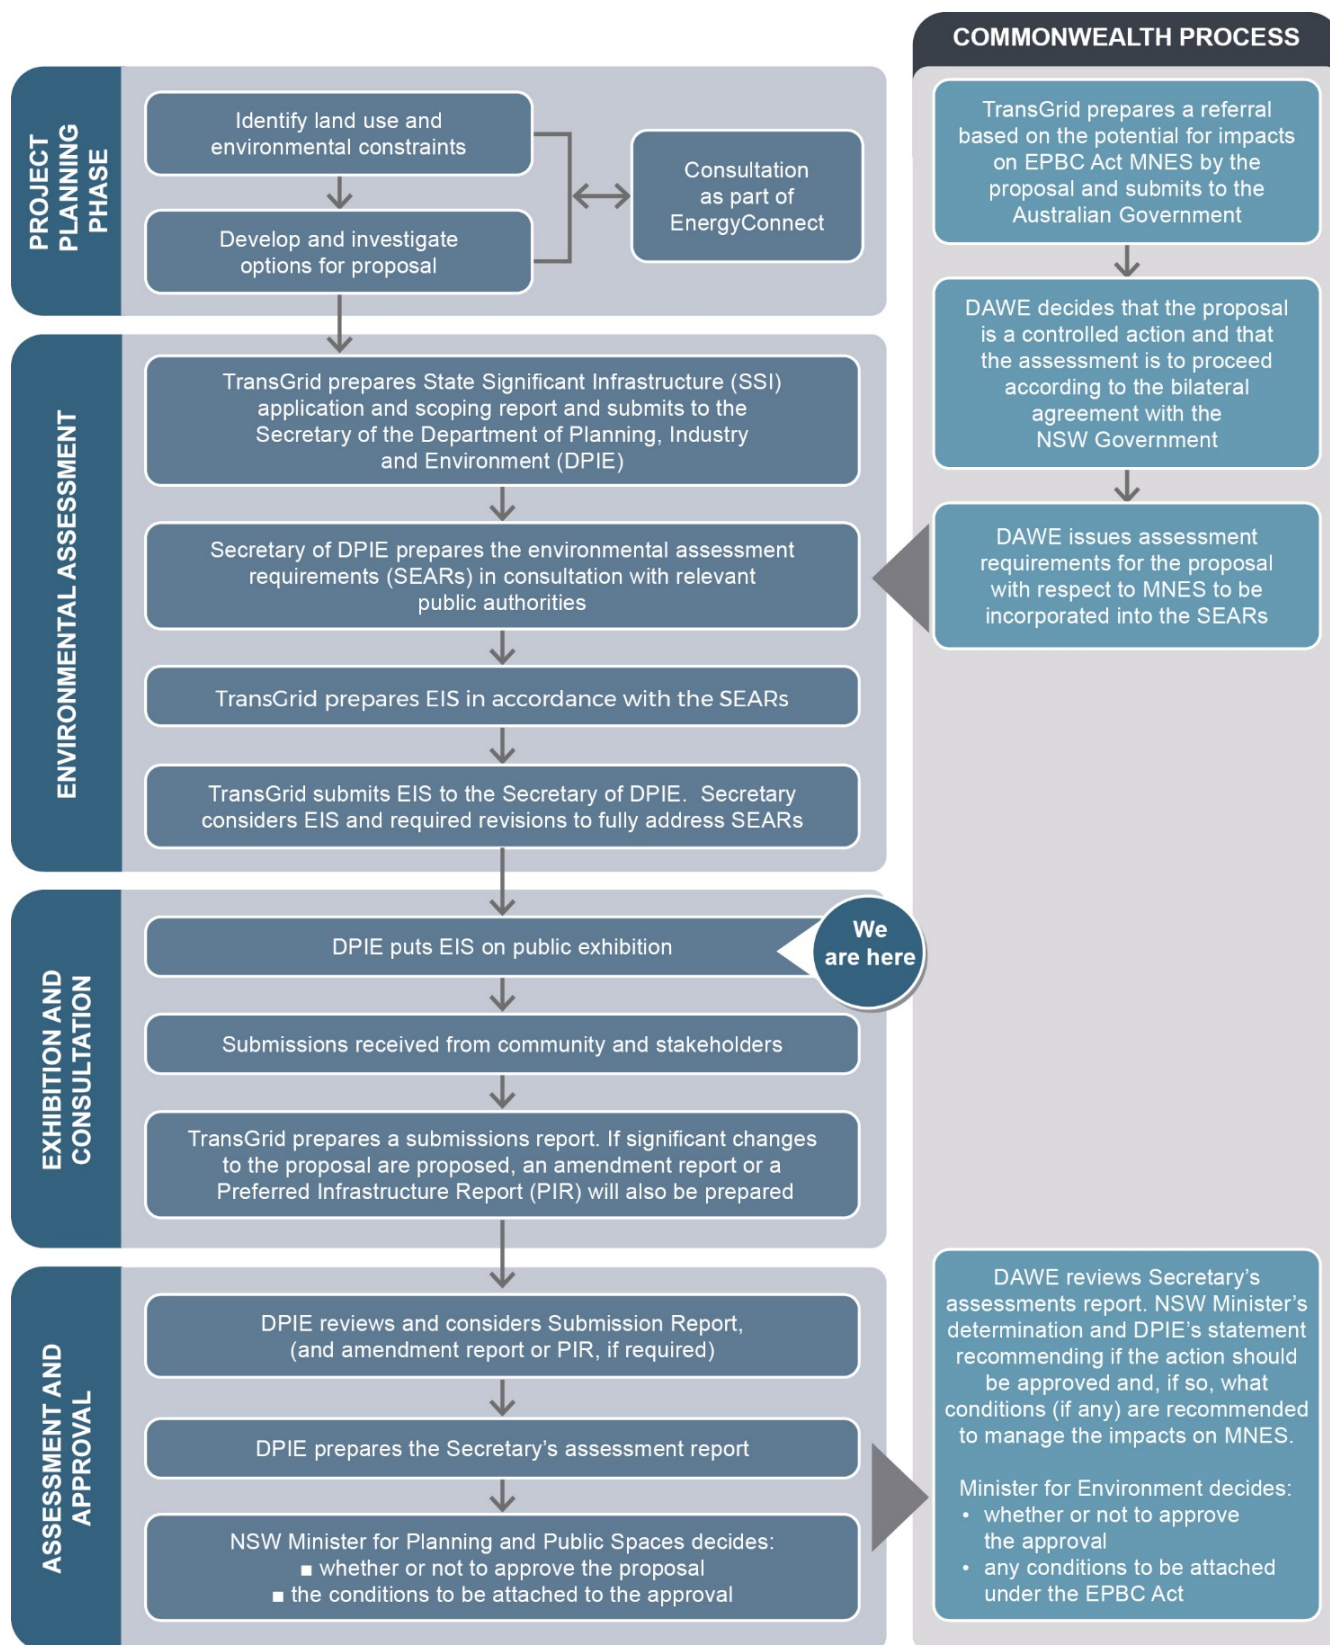 PROJECT
PLANNING
PHASE
Identify land use and
environmental constraints
Develop and investigate
options for proposal
Consultation
as part of
EnergyConnect
ENVIRONMENTAL ASSESSMENT
TransGrid prepares State Significant Infrastructure (SSI)
application and scoping report and submits to the
Secretary of the Department of Planning, Industry
and Environment (DPIE)
Secretary of DPIE prepares the environmental assessment
requirements (SEARs) in consultation with relevant
public authorities
TransGrid prepares EIS in accordance with the SEARs
TransGrid submits EIS to the Secretary of DPIE.  Secretary
considers EIS and required revisions to fully address SEARs
EXHIBITION AND
CONSULTATION
DPIE puts EIS on public exhibition
We
are here
Submissions received from community and stakeholders
TransGrid prepares a submissions report. If significant changes
to the proposal are proposed, an amendment report or a
Preferred Infrastructure Report (PIR) will also be prepared
ASSESSMENT AND
APPROVAL
DPIE reviews and considers Submission Report,
(and amendment report or PIR, if required)
DPIE prepares the Secretary’s assessment report
NSW Minister for Planning and Public Spaces decides:
■ whether or not to approve the proposal
■ the conditions to be attached to the approval
COMMONWEALTH PROCESS
TransGrid prepares a referral
based on the potential for impacts
on EPBC Act MNES by the
proposal and submits to the
Australian Government
DAWE decides that the proposal
is a controlled action and that
the assessment is to proceed
according to the bilateral
agreement with the
NSW Government
DAWE issues assessment
requirements for the proposal
with respect to MNES to be
incorporated into the SEARs
DAWE reviews Secretary’s
assessments report. NSW Minister’s
determination and DPIE’s statement
recommending if the action should
be approved and, if so, what
conditions (if any) are recommended
to manage the impacts on MNES.
Minister for Environment decides:
• whether or not to approve
the approval
• any conditions to be attached
under the EPBC Act